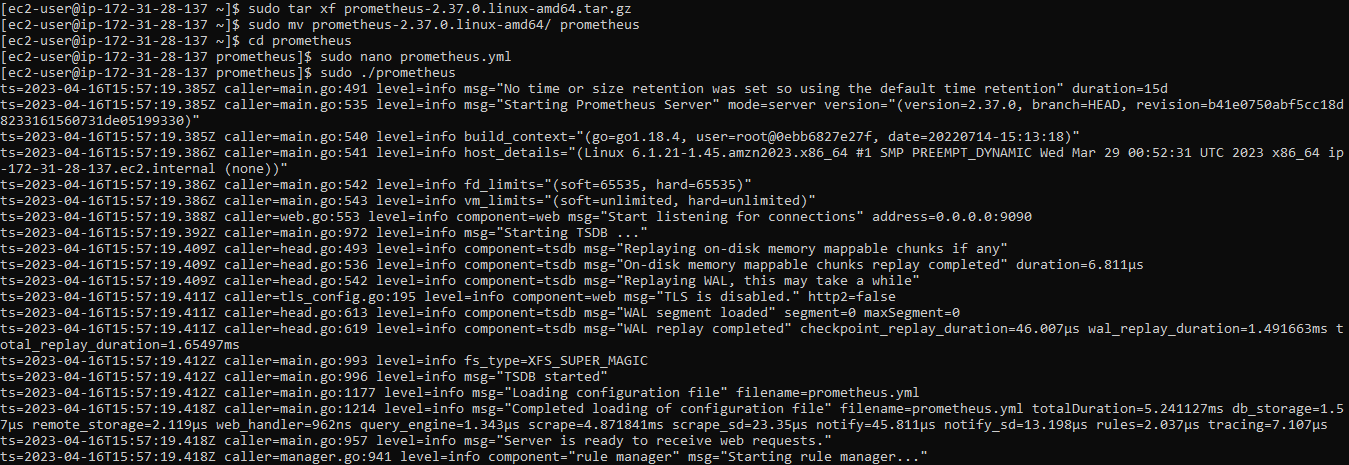 [ec2-user@ip-172-31-28-137 ~]$ sudo tar xf prometheus-2.37.0.linux-amd64.tar.gz
[ec2-user@ip-172-31-28-137 ~]$ sudo mv prometheus-2.37.0.linux-amd64/ prometheus
[ec2-user@ip-172-31-28-137 ~]$ cd prometheus
[ec2-user@ip-172-31-28-137 prometheus]$ sudo nano prometheus.yml
[ec2-user@ip-172-31-28-137 prometheus]$ sudo ./prometheus
ts=2023-04-16T15:57:19.385Z caller=main.go:491 level=info msg="No time or size retention was set so using the default time retention" duration=15d
ts=2023-04-16T15:57:19.385Z caller=main.go:535 level=info msg="Starting Prometheus Server" mode=server version="(version=2.37.0, branch=HEAD, revision=b41e0750abf5cc18d
8233161560731de05199330)"
ts=2023-04-16T15:57:19.385Z caller=main.go:540 level=info build_context="(go=go1.18.4, user=root@0ebb6827e27f, date=20220714-15:13:18)"
ts=2023-04-16T15:57:19.386Z caller=main.go:541 level=info host_details="(Linux 6.1.21-1.45.amzn2023.x86_64 #1 SMP PREEMPT_DYNAMIC Wed Mar 29 00:52:31 UTC 2023 x86_64 ip
-172-31-28-137.ec2.internal (none))"
ts=2023-04-16T15:57:19.386Z caller=main.go:542 level=info fd_limits="(soft=65535, hard=65535)"
ts=2023-04-16T15:57:19.386Z caller=main.go:543 level=info vm_limits="(soft=unlimited, hard=unlimited)"
ts=2023-04-16T15:57:19.388Z caller=web.go:553 level=info component=web msg="Start listening for connections" address=0.0.0.0:9090
ts=2023-04-16T15:57:19.392Z caller=main.go:972 level=info msg="Starting TSDB ..."
ts=2023-04-16T15:57:19.409Z caller=head.go:493 level=info component=tsdb msg="Replaying on-disk memory mappable chunks if any"
ts=2023-04-16T15:57:19.409Z caller=head.go:536 level=info component=tsdb msg="On-disk memory mappable chunks replay completed" duration=6.811µs
ts=2023-04-16T15:57:19.409Z caller=head.go:542 level=info component=tsdb msg="Replaying WAL, this may take a while"
ts=2023-04-16T15:57:19.411Z caller=tls_config.go:195 level=info component=web msg="TLS is disabled." http2=false
ts=2023-04-16T15:57:19.411Z caller=head.go:613 level=info component=tsdb msg="WAL segment loaded" segment=0 maxSegment=0
ts=2023-04-16T15:57:19.411Z caller=head.go:619 level=info component=tsdb msg="WAL replay completed" checkpoint_replay_duration=46.007µs wal_replay_duration=1.491663ms t
otal_replay_duration=1.65497ms
ts=2023-04-16T15:57:19.412Z caller=main.go:993 level=info fs_type=XFS_SUPER_MAGIC
ts=2023-04-16T15:57:19.412Z caller=main.go:996 level=info msg="TSDB started"
ts=2023-04-16T15:57:19.412Z caller=main.go:1177 level=info msg="Loading configuration file" filename=prometheus.yml
ts=2023-04-16T15:57:19.418Z caller=main.go:1214 level=info msg="Completed loading of configuration file" filename=prometheus.yml totalDuration=5.241127ms db_storage=1.5
7µs remote_storage=2.119µs web_handler=962ns query_engine=1.343µs scrape=4.871841ms scrape_sd=23.35µs notify=45.811µs notify_sd=13.198µs rules=2.037µs tracing=7.107µs
ts=2023-04-16T15:57:19.418Z caller=main.go:957 level=info msg="Server is ready to receive web requests."
ts=2023-04-16T15:57:19.418Z caller=manager.go:941 level=info component="rule manager" msg="Starting rule manager..."